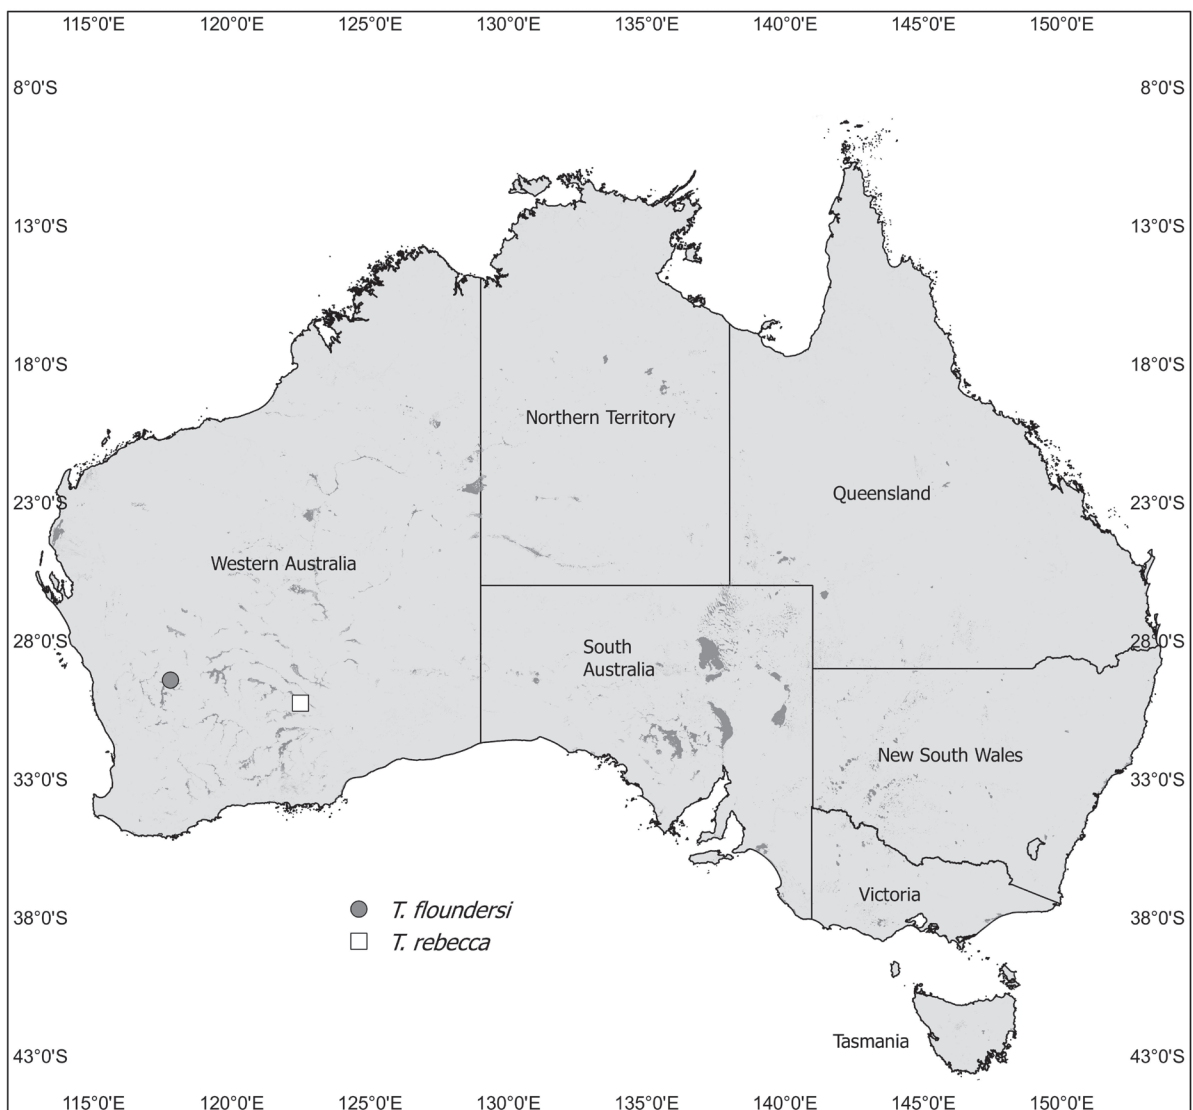 115°0'E 120°0'E 125°0'E 130°0'E 135°0'E 140°0'E 145°0'E 150°0'E
8°0'S 8°0'S
13°0'S 13°0'S
18°0'S 18°0'S
Northern Territory
Queensland
23°0'S 23°0'S
Western Australia
28°0'S 28°0'S
South
Australia
New South Wales
33°0'S 33°0'S
Victoria
T. floundersi
38°0'S 38°0'S
T. rebecca
Tasmania
43°0'S 43°0'S
115°0'E 120°0'E 125°0'E 130°0'E 135°0'E 140°0'E 145°0'E 150°0'E